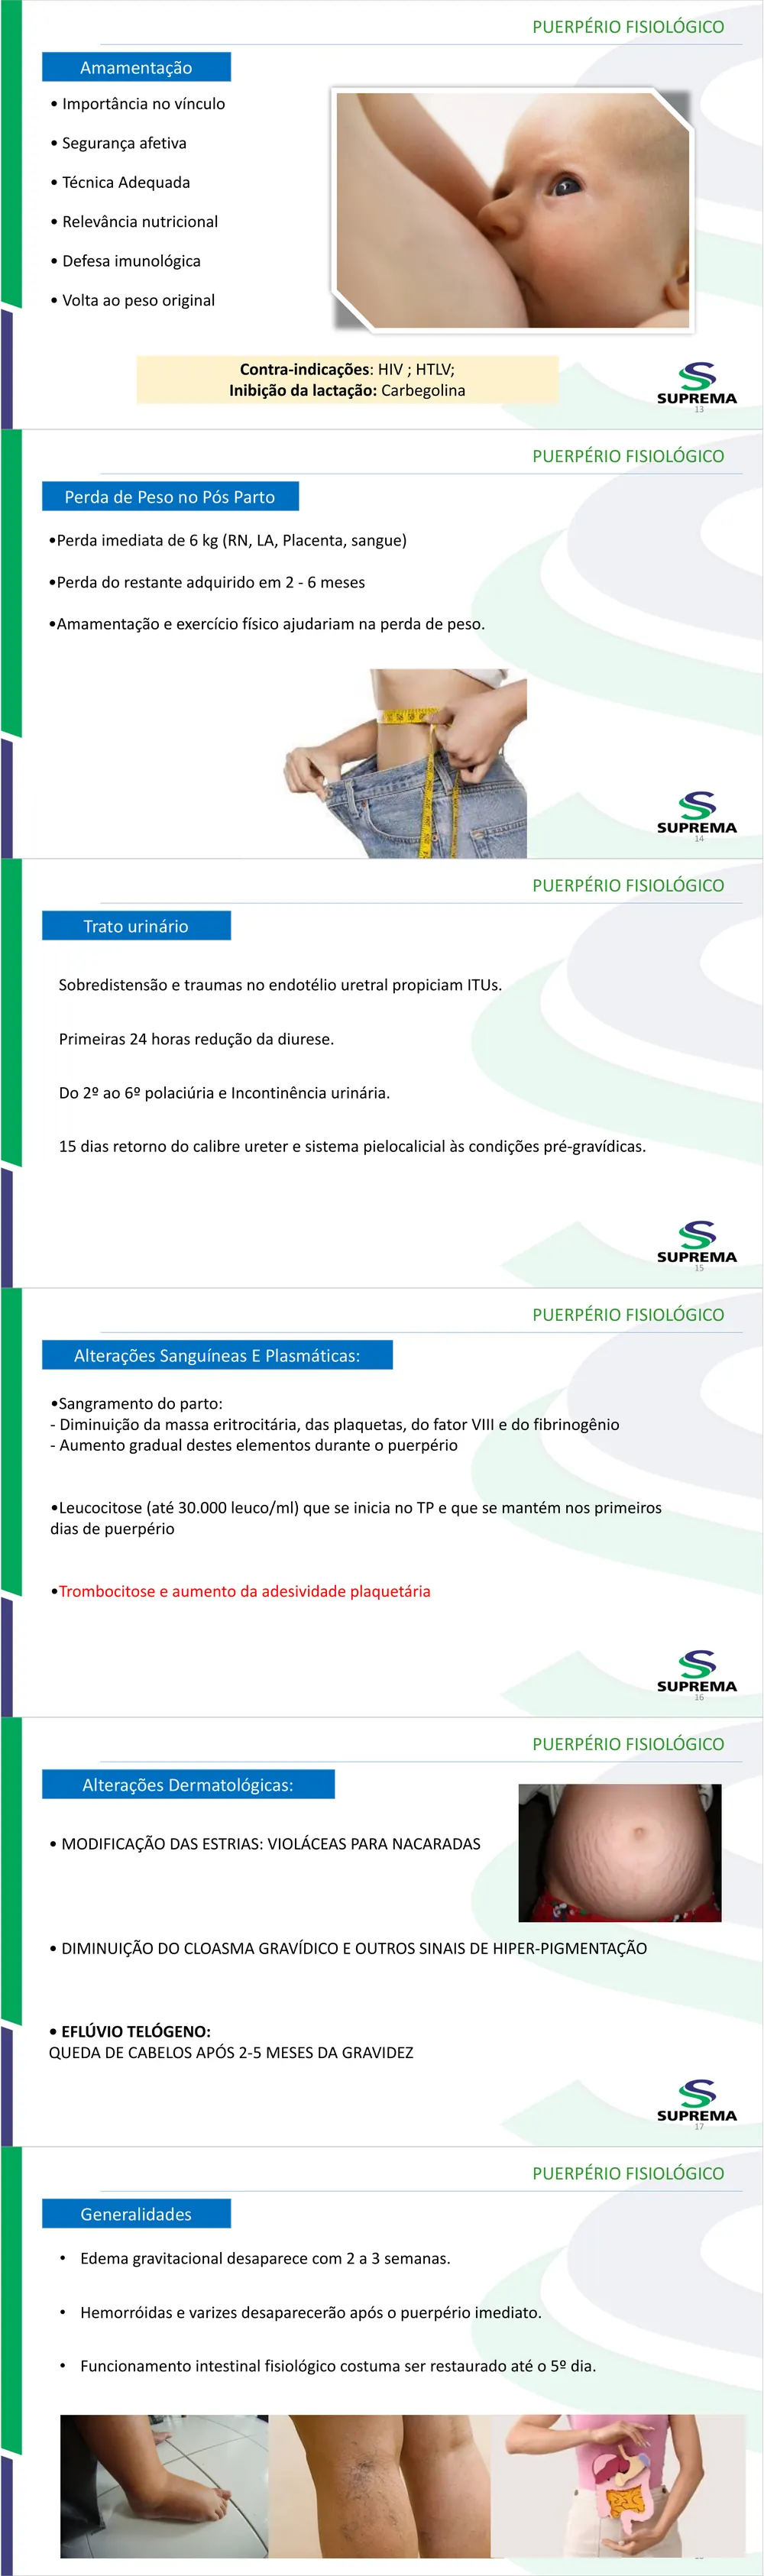 PUERPÉRIO FISIOLÓGICO
Amamentação
• Importância no vínculo
• Segurança afetiva
• Técnica Adequada
• Relevância nutricional
• Defesa imunológica
• Volta ao peso original
Contra-indicações: HIV ; HTLV;
Inibição da lactação: Carbegolina
SUPREMA
13
PUERPÉRIO FISIOLÓGICO
Perda de Peso no Pós Parto
•Perda imediata de 6 kg (RN, LA, Placenta, sangue)
•Perda do restante adquirido em 2 - 6 meses
•Amamentação e exercício físico ajudariam na perda de peso.
SUPREMA
14
PUERPÉRIO FISIOLÓGICO
Trato urinário
Sobredistensão e traumas no endotélio uretral propiciam ITUs.
Primeiras 24 horas redução da diurese.
Do 2º ao 6º polaciúria e Incontinência urinária.
15 dias retorno do calibre ureter e sistema pielocalicial às condições pré-gravídicas.
SUPREMA
15
PUERPÉRIO FISIOLÓGICO
Alterações Sanguíneas E Plasmáticas:
•Sangramento do parto:
- Diminuição da massa eritrocitária, das plaquetas, do fator VIII e do fibrinogênio
- Aumento gradual destes elementos durante o puerpério
•Leucocitose (até 30.000 leuco/ml) que se inicia no TP e que se mantém nos primeiros
dias de puerpério
•Trombocitose e aumento da adesividade plaquetária
SUPREMA
16
PUERPÉRIO FISIOLÓGICO
Alterações Dermatológicas:
• MODIFICAÇÃO DAS ESTRIAS: VIOLÁCEAS PARA NACARADAS
• DIMINUIÇÃO DO CLOASMA GRAVÍDICO E OUTROS SINAIS DE HIPER-PIGMENTAÇÃO
• EFLÚVIO TELÓGENO:
QUEDA DE CABELOS APÓS 2-5 MESES DA GRAVIDEZ
SUPREMA
17
PUERPÉRIO FISIOLÓGICO
Generalidades
• Edema gravitacional desaparece com 2 a 3 semanas.
• Hemorróidas e varizes desaparecerão após o puerpério imediato.
• Funcionamento intestinal fisiológico costuma ser restaurado até o 5º dia.